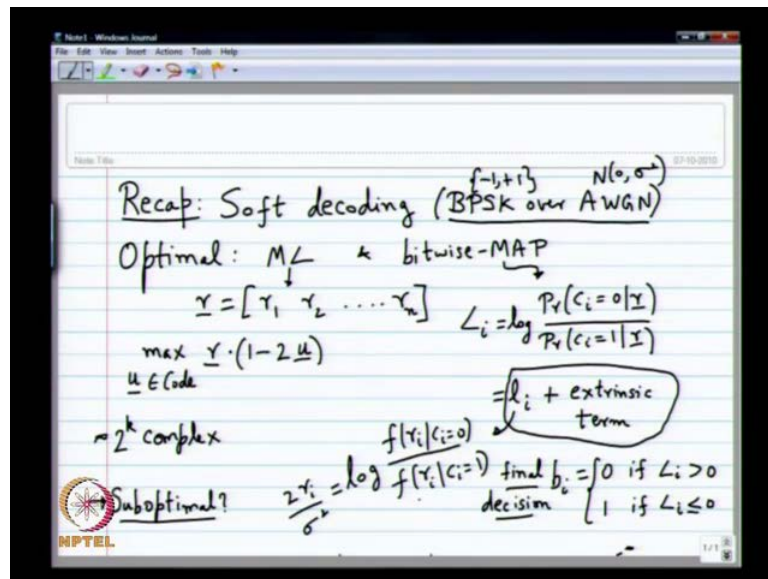 Note1 - Windows Journal
File Edit View Insert Actions Tools Help
Note Title
07-10-2010
{-1,+1} N(0, σ²)
Recap: Soft decoding (BPSK over AWGN)
Optimal: ML & bitwise-MAP
r = [r₁ r₂ .... rₙ]
Lᵢ = log Pr(cᵢ=0|r) / Pr(cᵢ=1|r)
max r·(1-2u)
u ∈ Code
= lᵢ + extrinsic term
~2ᵏ complex
2rᵢ/σ² = log f(rᵢ|cᵢ=0) / f(rᵢ|cᵢ=1)
final decision bᵢ = { 0 if Lᵢ > 0
1 if Lᵢ ≤ 0
→ Suboptimal?
NPTEL
1/1